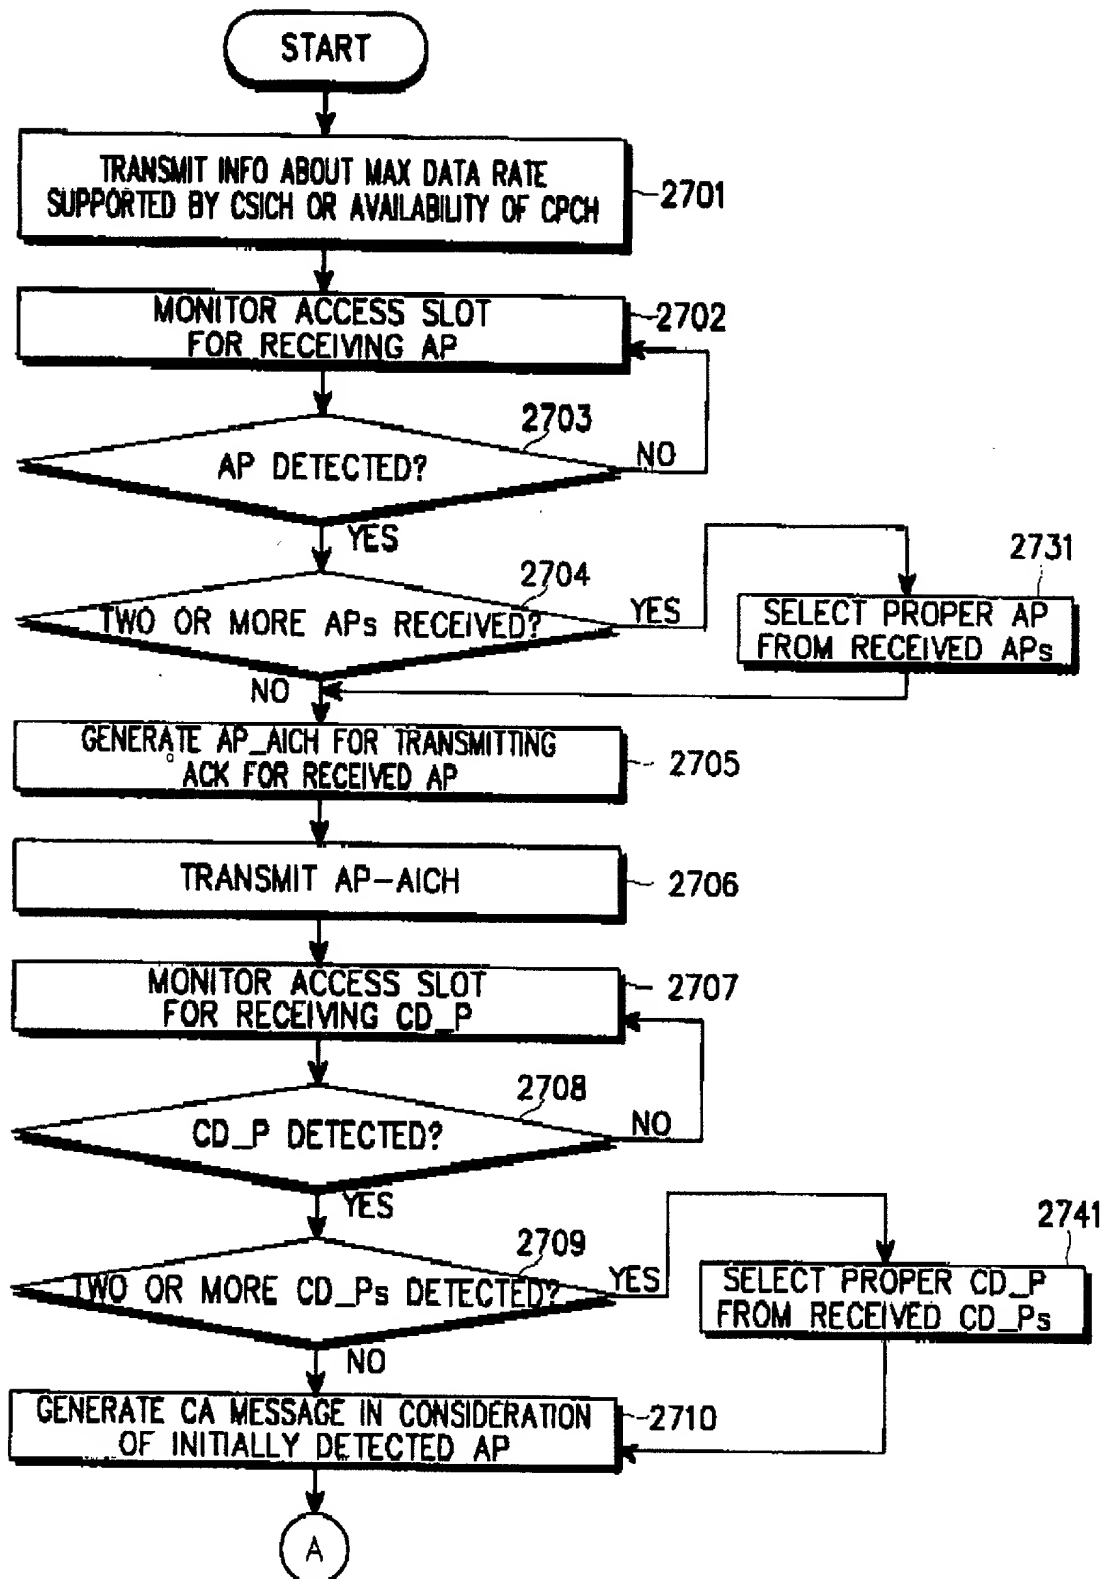 START
TRANSMIT INFO ABOUT MAX DATA RATE
SUPPORTED BY CSICH OR AVAILABILITY OF CPCH
2701
MONITOR ACCESS SLOT
FOR RECEIVING AP
2702
2703
AP DETECTED?
NO
YES
2704
TWO OR MORE APs RECEIVED?
YES
2731
SELECT PROPER AP
FROM RECEIVED APs
NO
GENERATE AP_AICH FOR TRANSMITTING
ACK FOR RECEIVED AP
2705
TRANSMIT AP-AICH
2706
MONITOR ACCESS SLOT
FOR RECEIVING CD_P
2707
2708
CD_P DETECTED?
NO
YES
2709
TWO OR MORE CD_Ps DETECTED?
YES
2741
SELECT PROPER CD_P
FROM RECEIVED CD_Ps
NO
GENERATE CA MESSAGE IN CONSIDERATION
OF INITIALLY DETECTED AP
2710
A